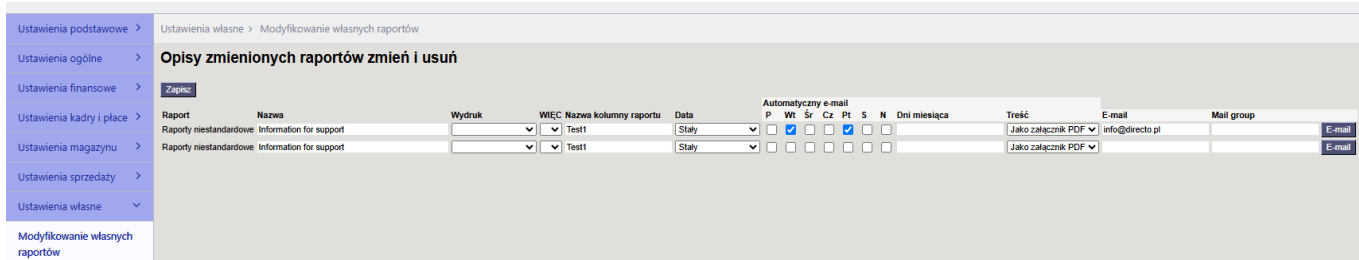 Ustawienia podstawowe
Ustawienia ogólne
Ustawienia finansowe
Ustawienia kadry i płace
Ustawienia magazynu
Ustawienia sprzedaży
Ustawienia własne
Modyfikowanie własnych
raportów
Ustawienia własne > Modyfikowanie własnych raportów
Opisy zmienionych raportów zmień i usuń
Zapisz
Automatyczny e-mail
Raport Nazwa Wydruk WIĘC Nazwa kolumny raportu Data P Wt Śr Cz Pt S N Dni miesiąca Treść E-mail Mail group
Raporty niestandardowe Information for support Test1 Stały Jako załącznik PDF info@directo.pl E-mail
Raporty niestandardowe Information for support Test1 Stały Jako załącznik PDF E-mail